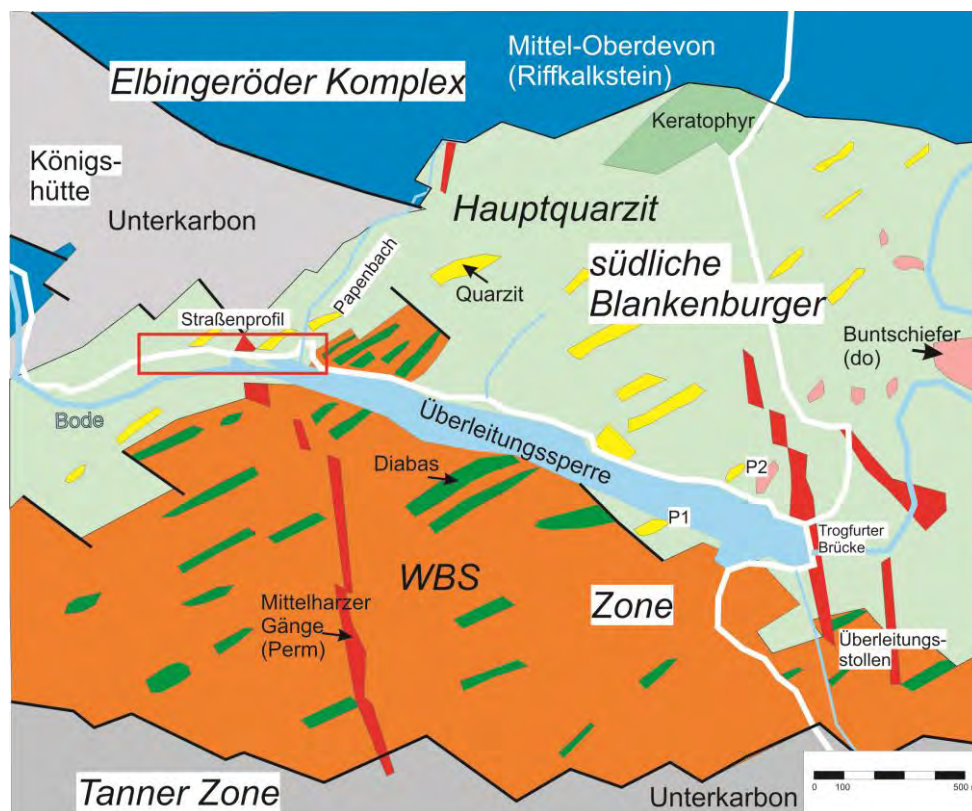 Mittel-Oberdevon
(Riffkalkstein)
Elbingeröder Komplex
Keratophyr
Königs-
hütte
Unterkarbon
Hauptquarzit
Papenbach
Quarzit
südliche
Blankenburger
Straßenprofil
Buntschiefer
(do)
Bode
Überleitungssperre
Diabas
P2
P1
Trogfurter
Brücke
WBS
Zone
Mittelharzer
Gänge
(Perm)
Überleitungs-
stollen
Tanner Zone
Unterkarbon
0 100 500